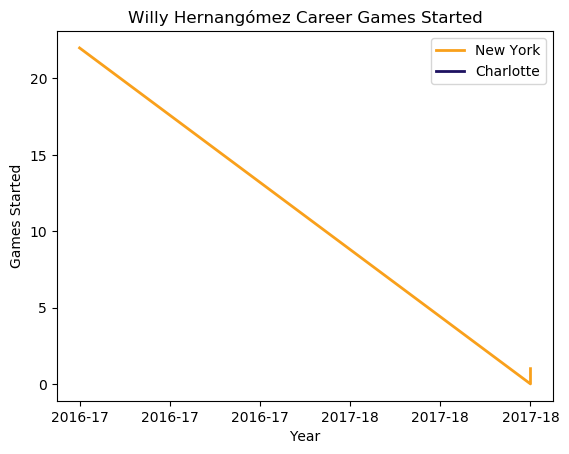 Willy Hernangómez Career Games Started
New York
Charlotte
20
15
10
5
0
Games Started
2016-17 2016-17 2016-17 2017-18 2017-18 2017-18
Year